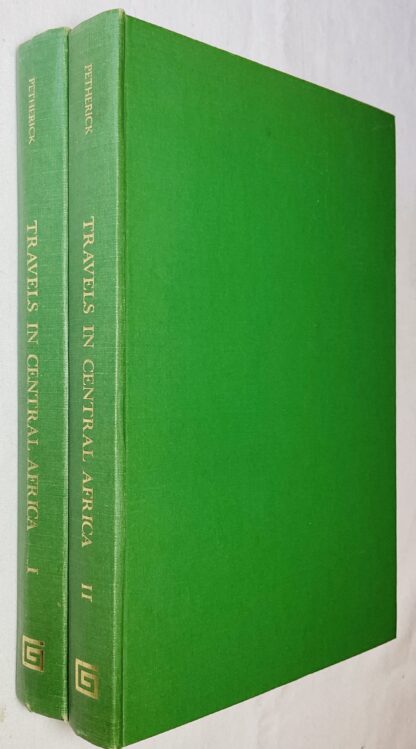 PETHERICK
TRAVELS IN CENTRAL AFRICA I
PETHERICK
TRAVELS IN CENTRAL AFRICA II